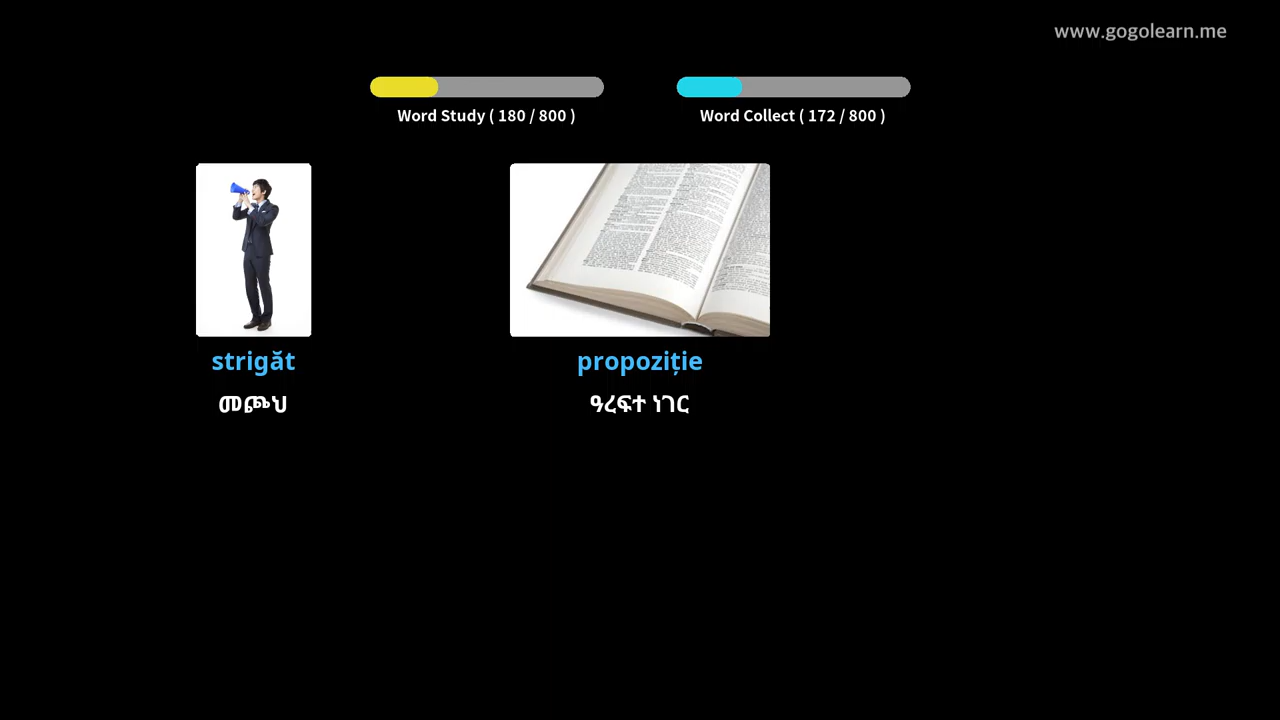 www.gogolearn.me
Word Study ( 180 / 800 )
Word Collect ( 172 / 800 )
strigăt
propoziție
መጮህ
ዓረፍተ ነገር